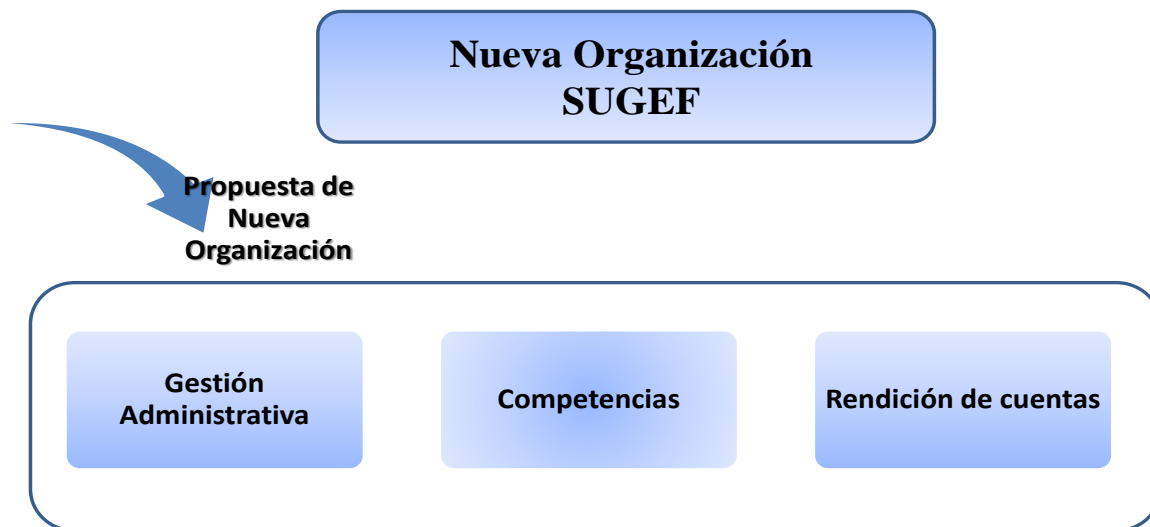 Nueva Organización
SUGEF
Propuesta de
Nueva
Organización
Gestión
Administrativa
Competencias
Rendición de cuentas